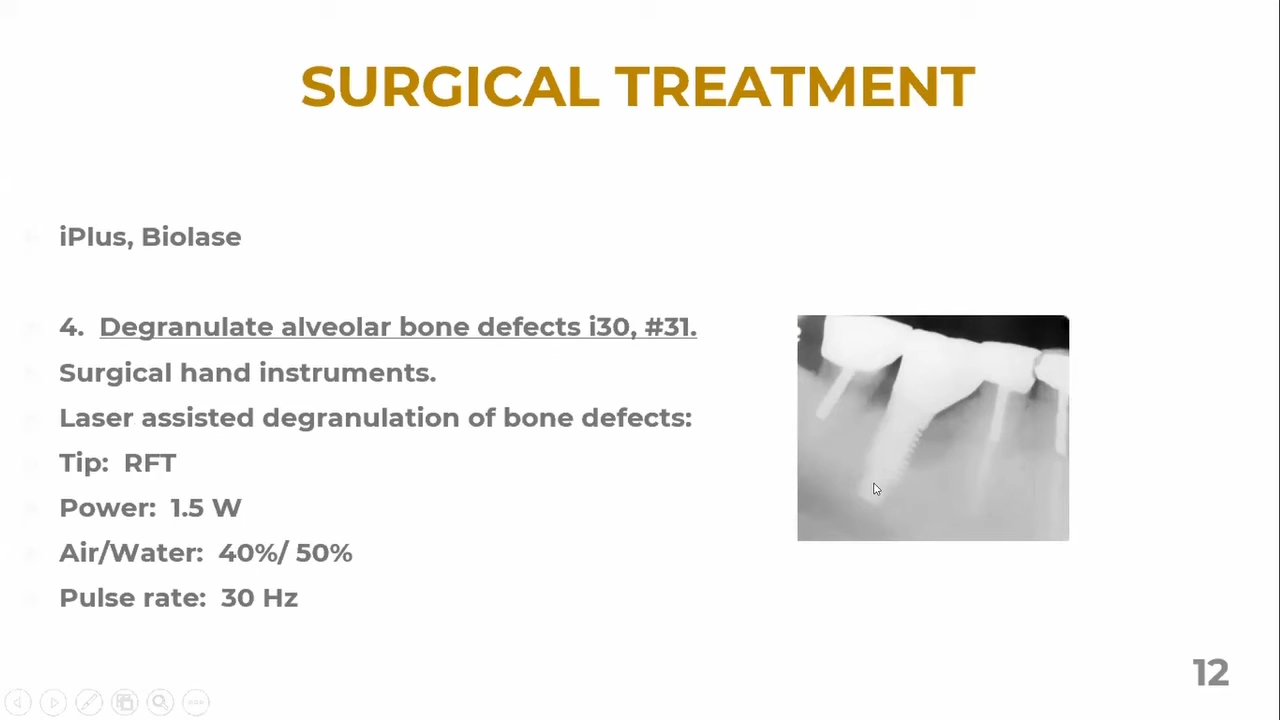 SURGICAL TREATMENT
iPlus, Biolase
4. Degranulate alveolar bone defects i30, #31.
Surgical hand instruments.
Laser assisted degranulation of bone defects:
Tip: RFT
Power: 1.5 W
Air/Water: 40%/ 50%
Pulse rate: 30 Hz
12